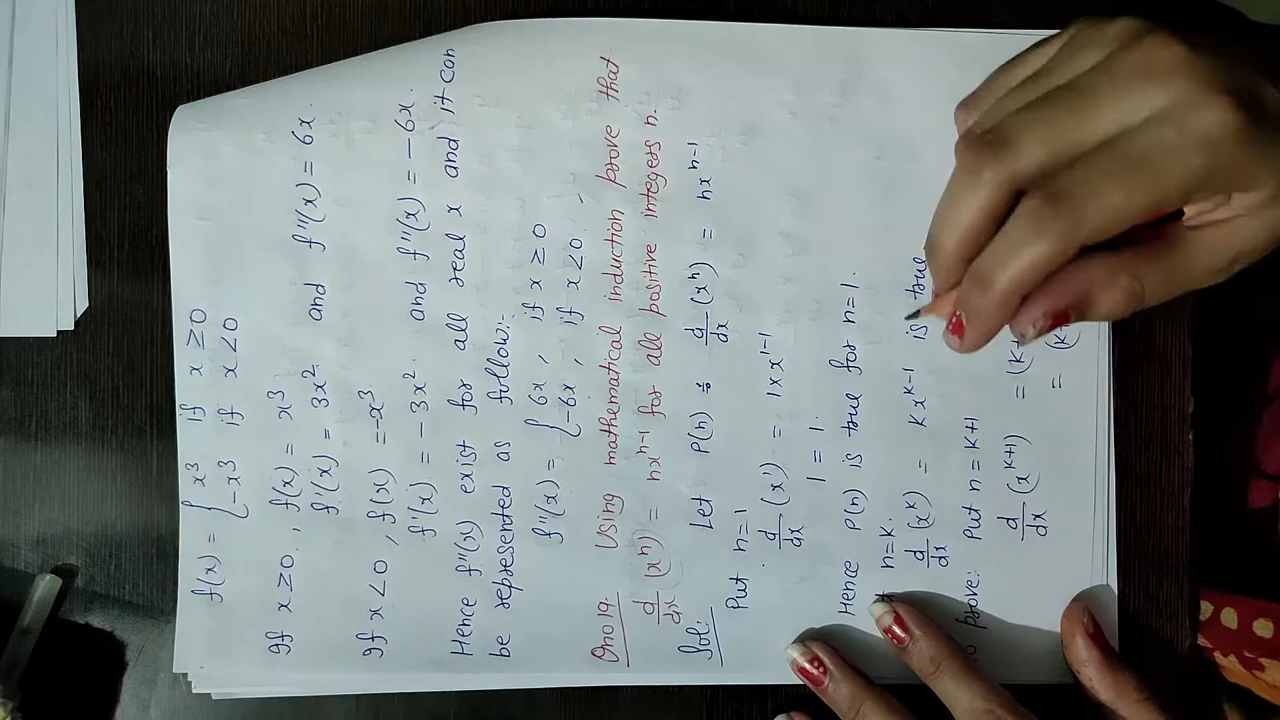 f(x) = { x³ if x ≥ 0
-x³ if x < 0
If x ≥ 0, f(x) = x³
f'(x) = 3x² and f''(x) = 6x.
If x < 0, f(x) = -x³
f'(x) = -3x² and f''(x) = -6x.
Hence f''(x) exist for all real x and it can
be represented as follow:-
f''(x) = { 6x, if x ≥ 0
-6x, if x < 0.
Qno 19. Using mathematical induction prove that
d/dx (xⁿ) = nxⁿ⁻¹ for all positive integers n.
Sol: Let P(n) : d/dx (xⁿ) = nxⁿ⁻¹
Put n=1
d/dx (x¹) = 1 × x¹⁻¹
1 = 1.
Hence P(n) is true for n=1.
n=k.
d/dx (xᵏ) = kxᵏ⁻¹ is true
prove: Put n = k+1
d/dx (xᵏ⁺¹) = (k+
= (k+